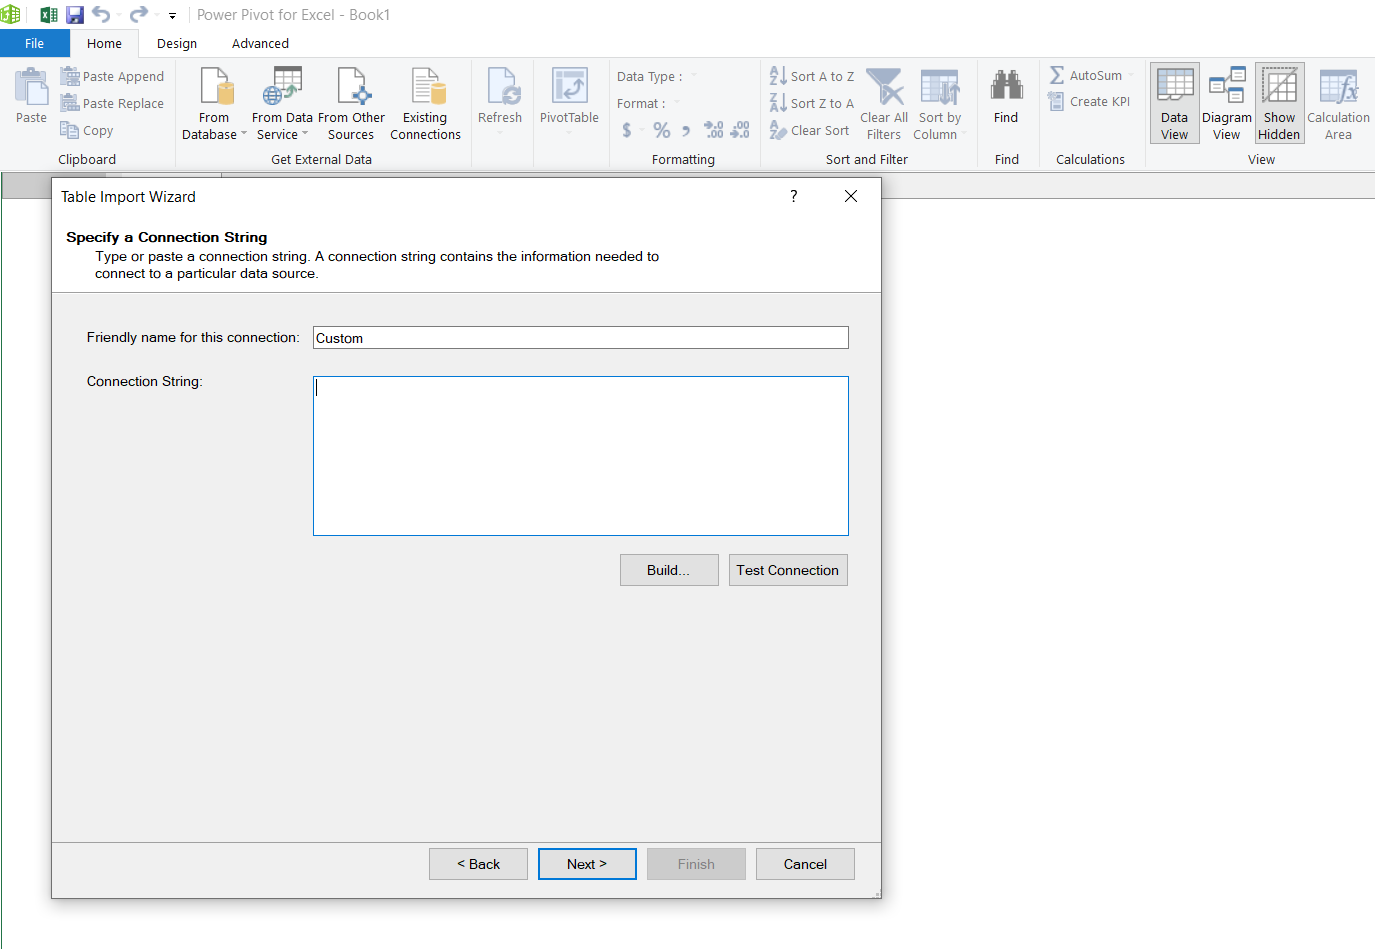 Power Pivot for Excel - Book1
File Home Design Advanced
Paste
Paste Append
Paste Replace
Copy
Clipboard
From
Database
From Data
Service
From Other
Sources
Existing
Connections
Get External Data
Refresh
PivotTable
Data Type :
Format :
$ % , .0 .00 .00 .0
Formatting
Sort A to Z
Sort Z to A
Clear Sort
Clear All
Filters
Sort by
Column
Sort and Filter
Find
Find
AutoSum
Create KPI
Calculations
Data
View
Diagram
View
Show
Hidden
Calculation
Area
View
Table Import Wizard ?
Specify a Connection String
Type or paste a connection string. A connection string contains the information needed to
connect to a particular data source.
Friendly name for this connection: Custom
Connection String:
Build... Test Connection
< Back Next > Finish Cancel